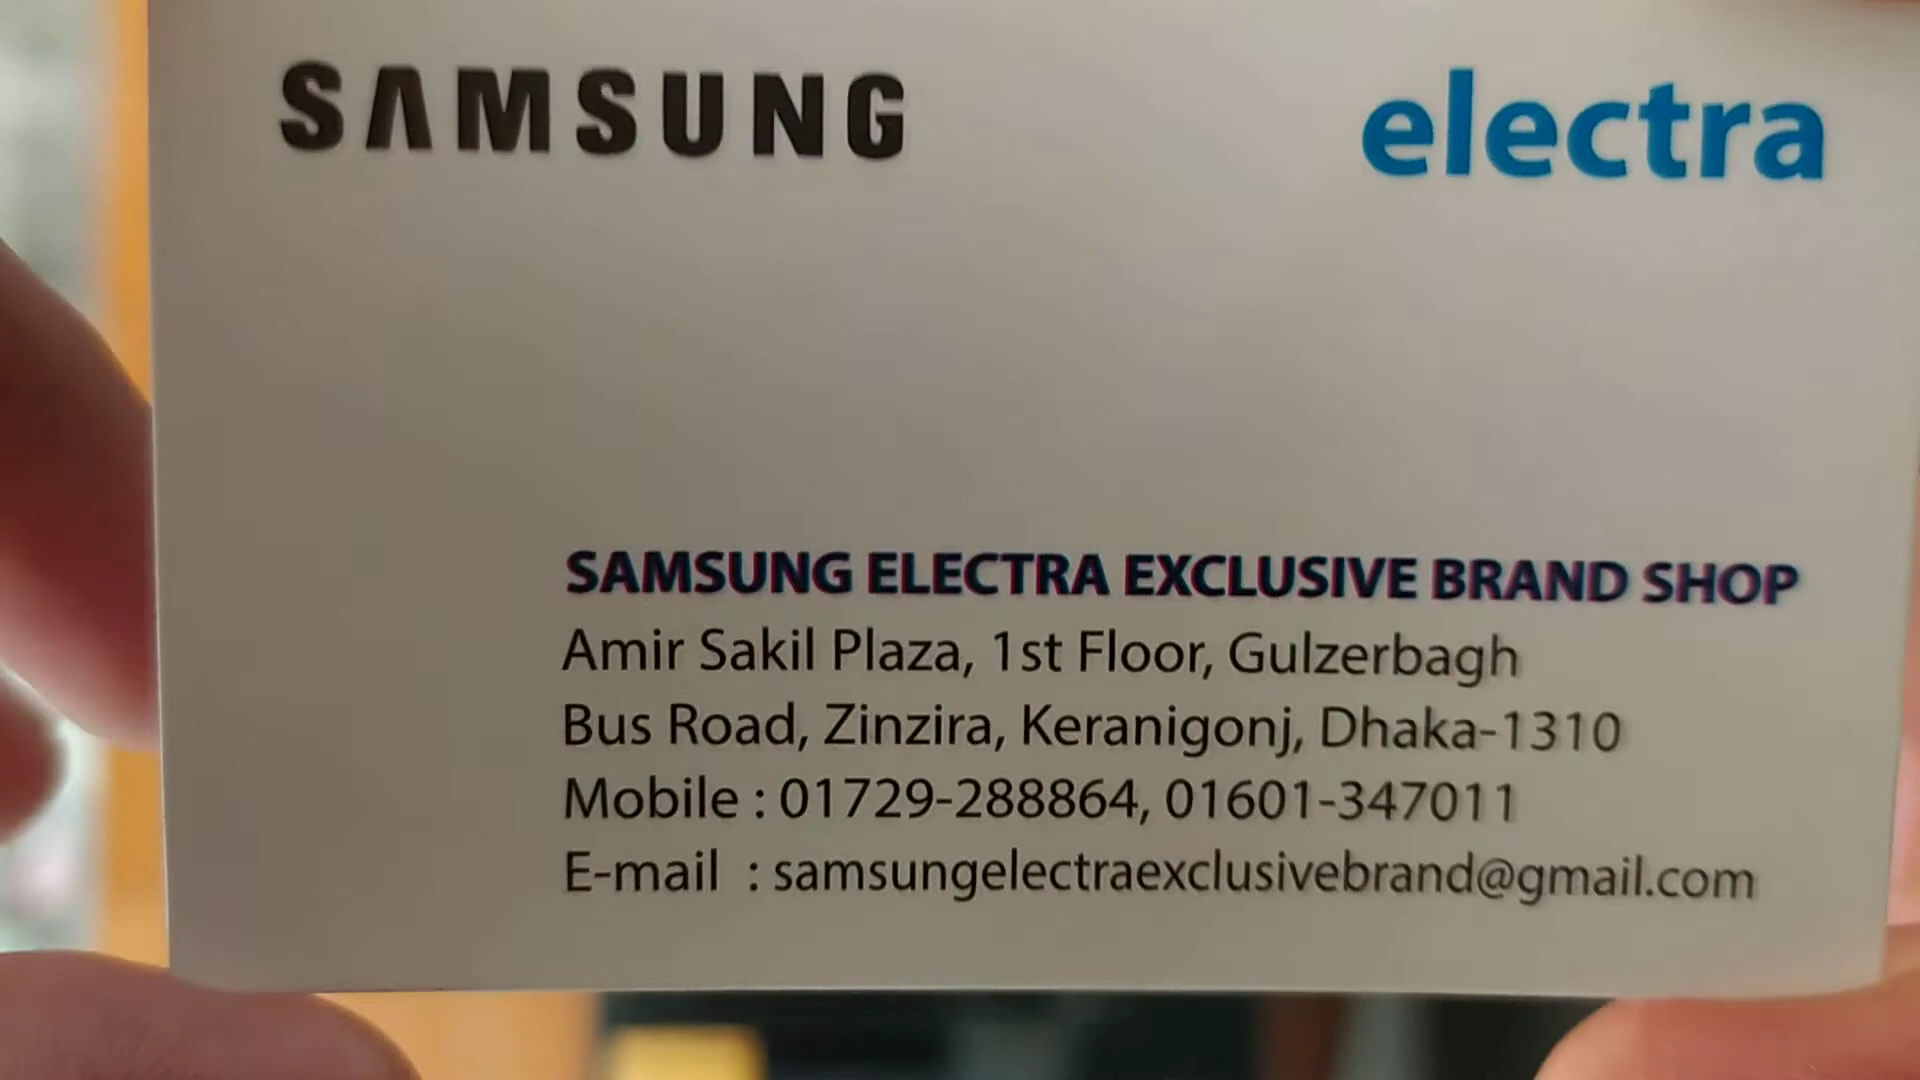 SAMSUNG
electra
SAMSUNG ELECTRA EXCLUSIVE BRAND SHOP
Amir Sakil Plaza, 1st Floor, Gulzerbagh
Bus Road, Zinzira, Keranigonj, Dhaka-1310
Mobile : 01729-288864, 01601-347011
E-mail : samsungelectraexclusivebrand@gmail.com